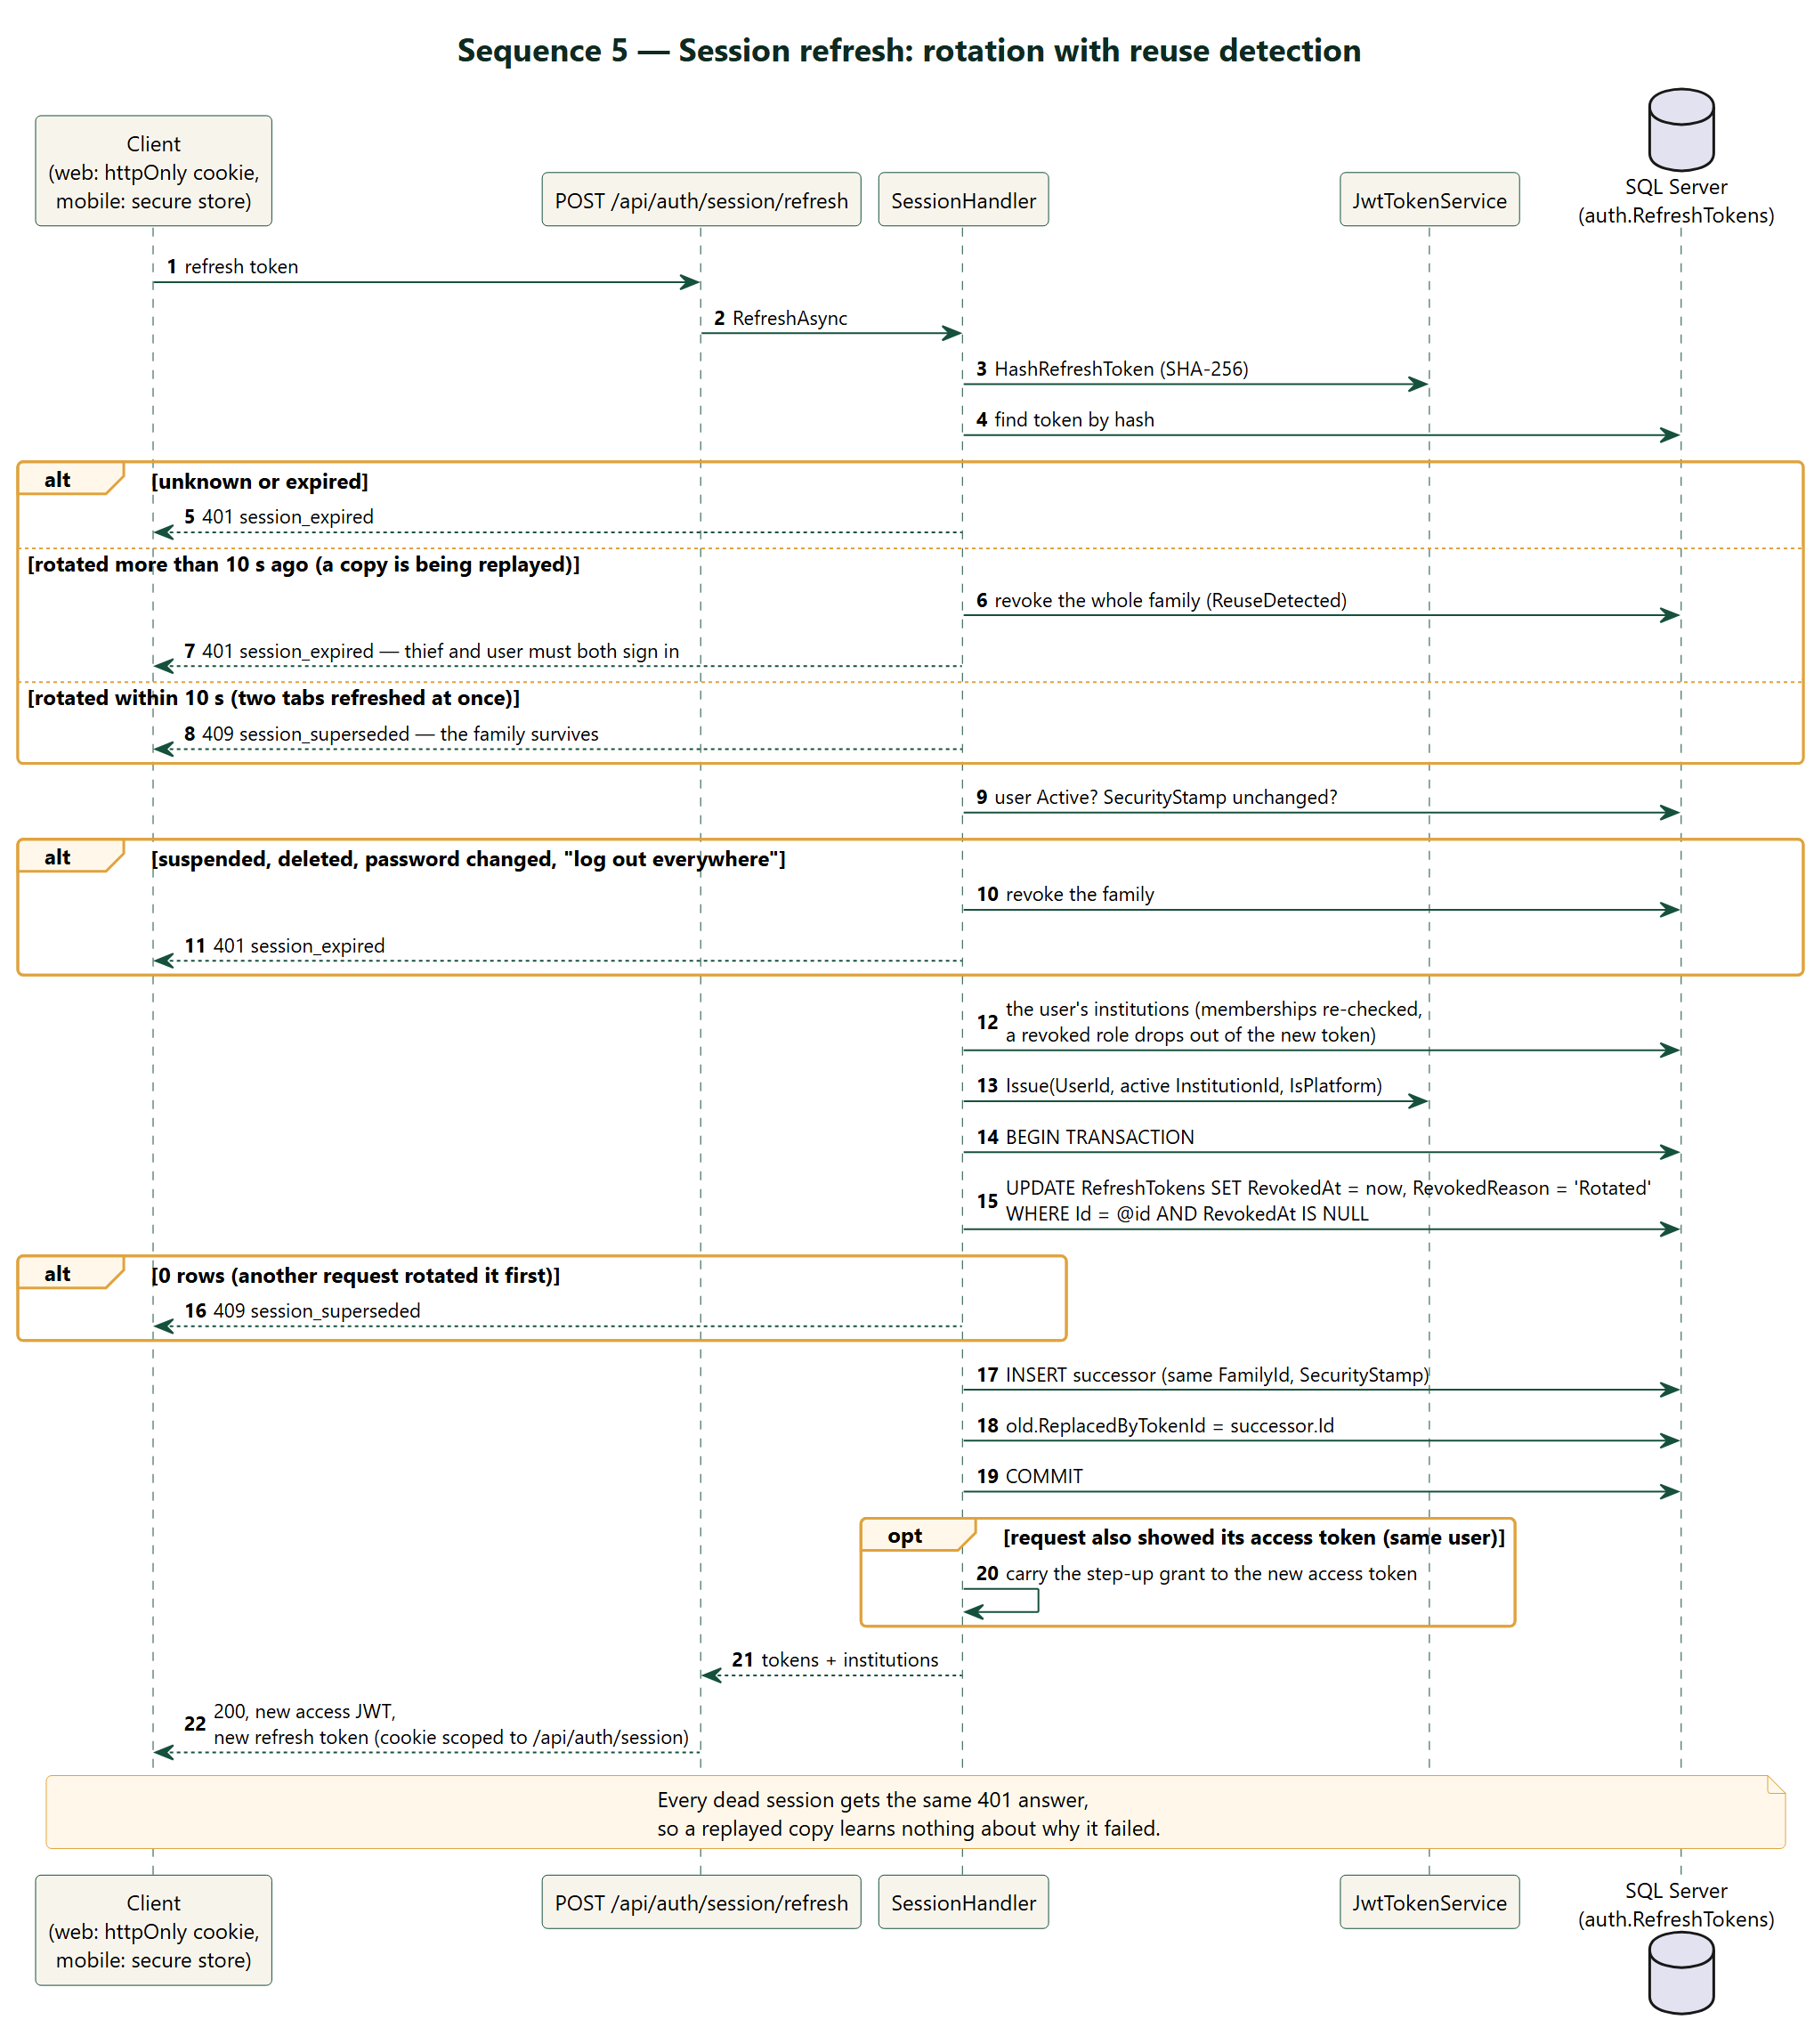 Sequence 5 — Session refresh: rotation with reuse detection
Client
(web: httpOnly cookie,
mobile: secure store)
POST /api/auth/session/refresh
SessionHandler
JwtTokenService
SQL Server
(auth.RefreshTokens)
1 refresh token
2 RefreshAsync
3 HashRefreshToken (SHA-256)
4 find token by hash
alt [unknown or expired]
5 401 session_expired
[rotated more than 10 s ago (a copy is being replayed)]
6 revoke the whole family (ReuseDetected)
7 401 session_expired — thief and user must both sign in
[rotated within 10 s (two tabs refreshed at once)]
8 409 session_superseded — the family survives
9 user Active? SecurityStamp unchanged?
alt [suspended, deleted, password changed, "log out everywhere"]
10 revoke the family
11 401 session_expired
12 the user's institutions (memberships re-checked,
a revoked role drops out of the new token)
13 Issue(UserId, active InstitutionId, IsPlatform)
14 BEGIN TRANSACTION
15 UPDATE RefreshTokens SET RevokedAt = now, RevokedReason = 'Rotated'
WHERE Id = @id AND RevokedAt IS NULL
alt [0 rows (another request rotated it first)]
16 409 session_superseded
17 INSERT successor (same FamilyId, SecurityStamp)
18 old.ReplacedByTokenId = successor.Id
19 COMMIT
opt [request also showed its access token (same user)]
20 carry the step-up grant to the new access token
21 tokens + institutions
22 200, new access JWT,
new refresh token (cookie scoped to /api/auth/session)
Every dead session gets the same 401 answer,
so a replayed copy learns nothing about why it failed.
Client
(web: httpOnly cookie,
mobile: secure store)
POST /api/auth/session/refresh
SessionHandler
JwtTokenService
SQL Server
(auth.RefreshTokens)